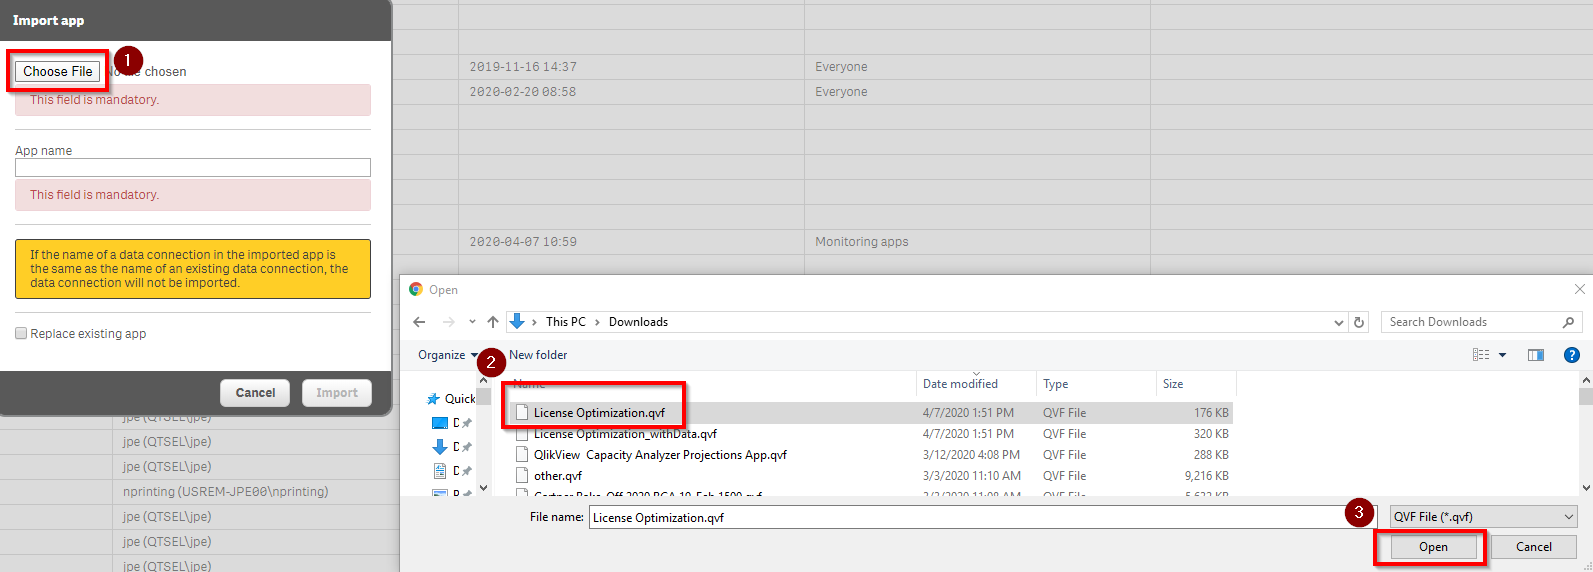 Import app
1
Choose File
No file chosen
This field is mandatory.
App name
This field is mandatory.
If the name of a data connection in the imported app is
the same as the name of an existing data connection, the
data connection will not be imported.
Replace existing app
Cancel Import
2019-11-16 14:37 Everyone
2020-02-20 08:58 Everyone
2020-04-07 10:59 Monitoring apps
jpe (QTSEL\jpe)
jpe (QTSEL\jpe)
jpe (QTSEL\jpe)
nprinting (USREM-JPE00\nprinting)
jpe (QTSEL\jpe)
jpe (QTSEL\jpe)
jpe (QTSEL\jpe)
Open
This PC > Downloads
Search Downloads
Organize
2
New folder
Name Date modified Type Size
Quick
D
D
D
License Optimization.qvf 4/7/2020 1:51 PM QVF File 176 KB
License Optimization_withData.qvf 4/7/2020 1:51 PM QVF File 320 KB
QlikView Capacity Analyzer Projections App.qvf 3/12/2020 4:08 PM QVF File 288 KB
other.qvf 3/3/2020 11:10 AM QVF File 9,216 KB
File name: License Optimization.qvf
3
QVF File (*.qvf)
Open Cancel